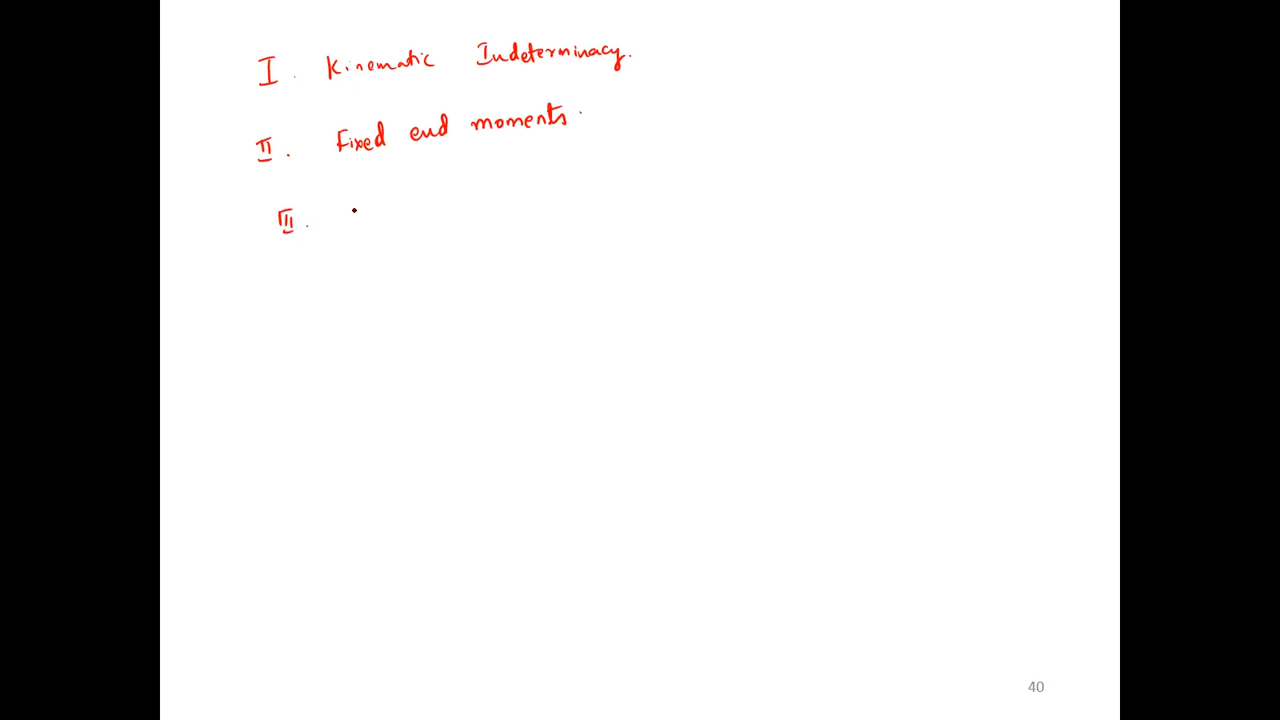 I. Kinematic Indeterminacy.
II. Fixed end moments.
III.
40